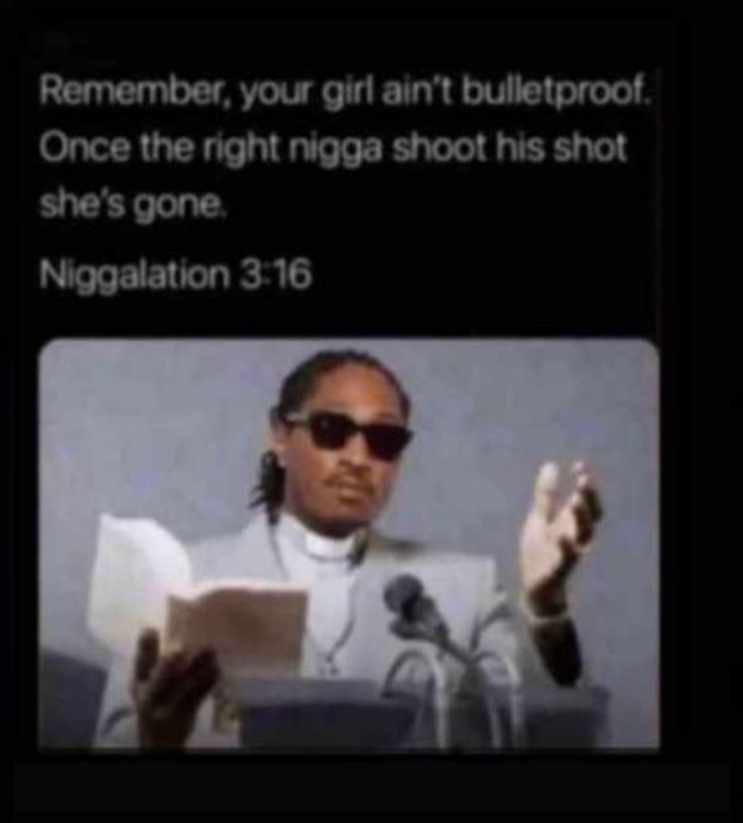 Remember, your girl ain't bulletproof.
Once the right nigga shoot his shot
she's gone.
Niggalation 3:16